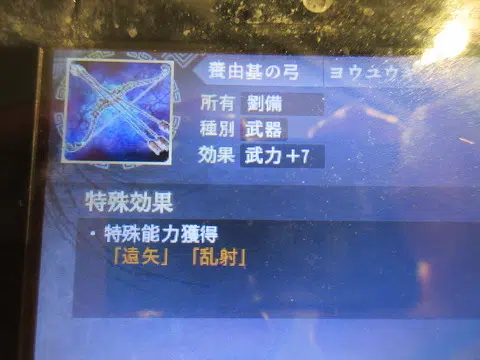 養由基の弓 ヨウユウキ
所有 劉備
種別 武器
効果 武力+7
特殊効果
・特殊能力獲得
「遠矢」「乱射」